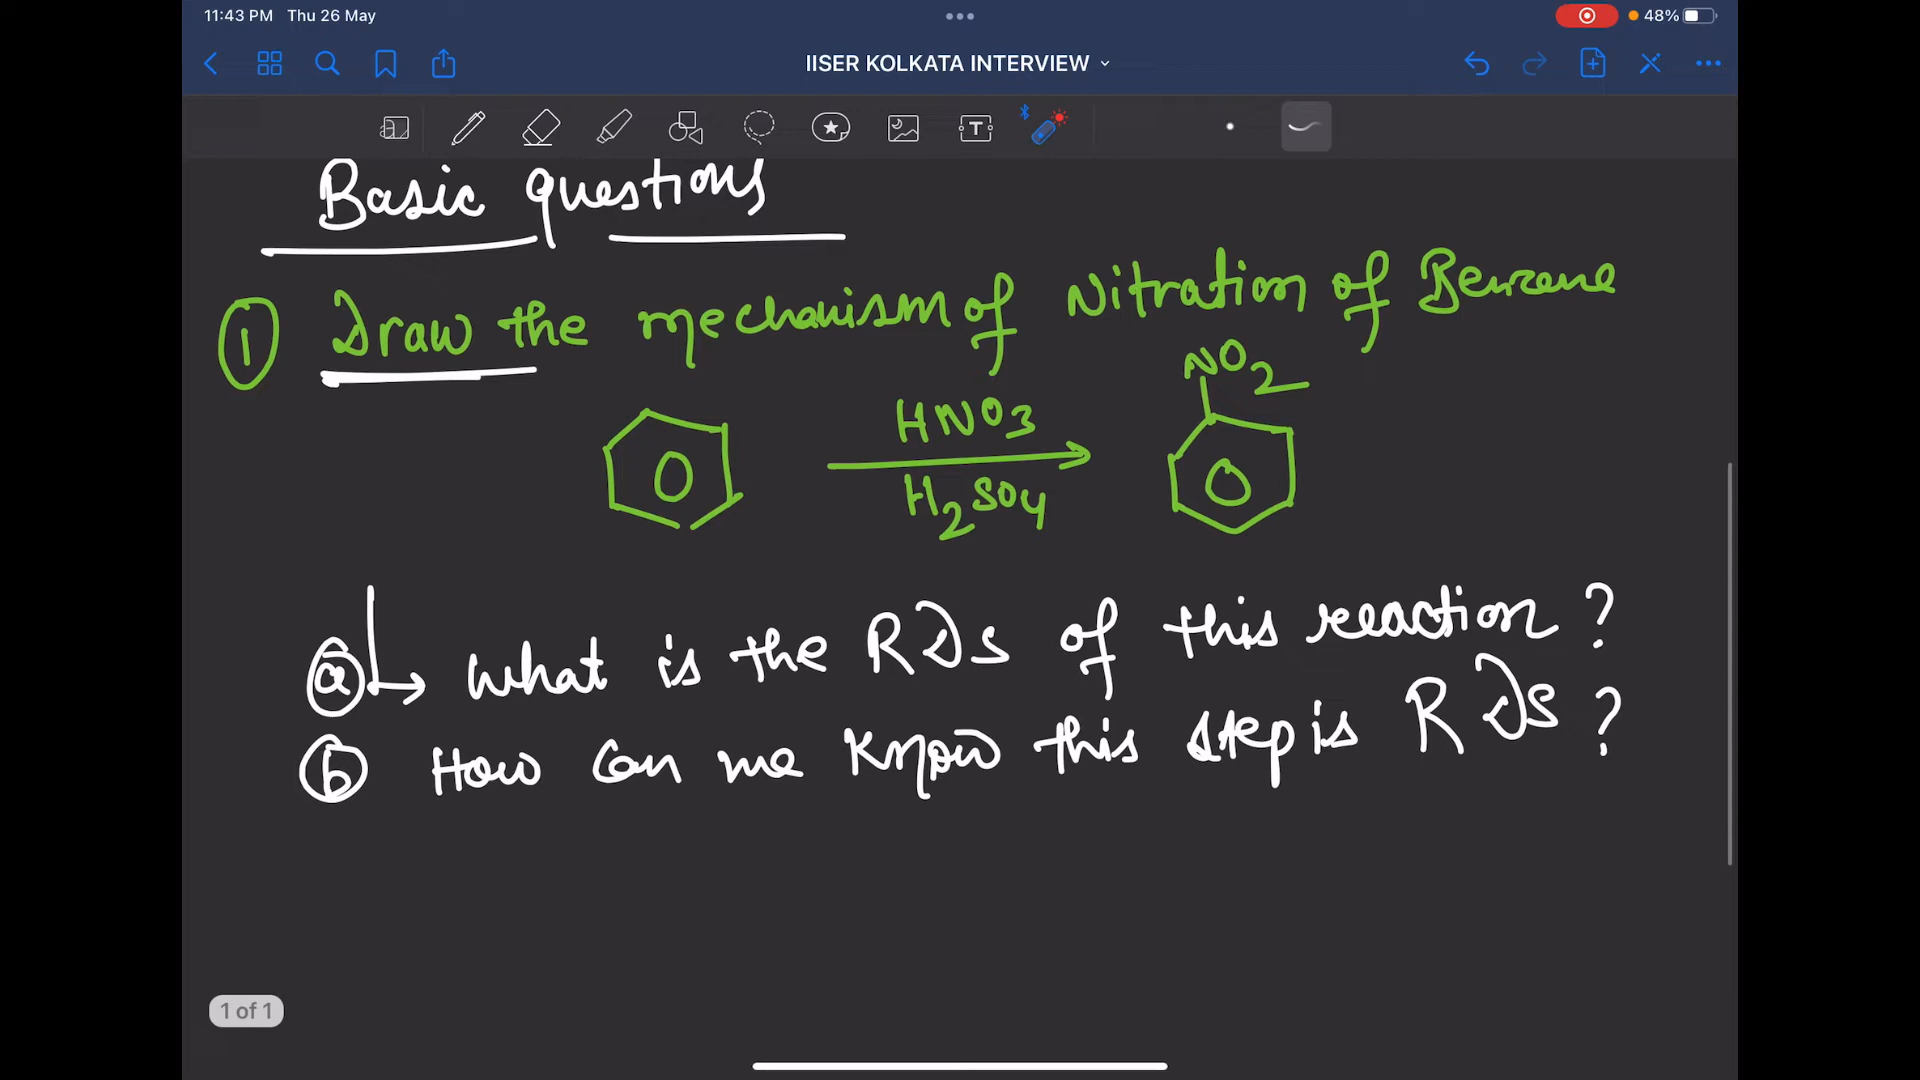 11:43 PM Thu 26 May
48%
IISER KOLKATA INTERVIEW
Basic questions
① Draw the mechanism of Nitration of Benzene
NO2
HNO3
H2SO4
ⓐ → What is the RDS of this reaction?
ⓑ How can we know this step is RDS?
1 of 1